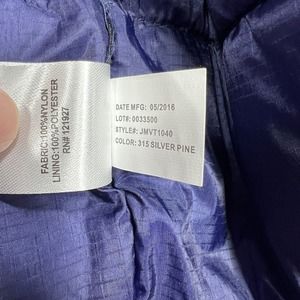 FABRIC:100%NYLON
LINING:100%POLYESTER
RN# 121927
DATE MFG: 05/2016
LOT#: 0033500
STYLE#: JMVT1040
COLOR: 315 SILVER PINE